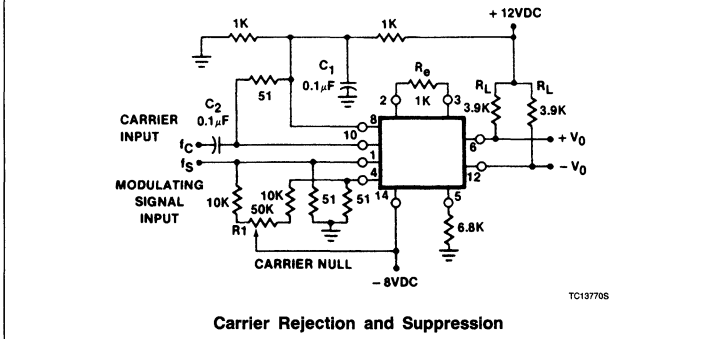 + 12VDC
1K
1K
C1
0.1μF
Re
1K
2
3
RL
3.9K
RL
3.9K
51
C2
0.1μF
CARRIER
INPUT
fC
fS
8
10
1
4
14
6
12
5
+ VO
– VO
MODULATING
SIGNAL
INPUT
10K
50K
R1
10K
51
51
6.8K
CARRIER NULL
– 8VDC
TC13770S
Carrier Rejection and Suppression